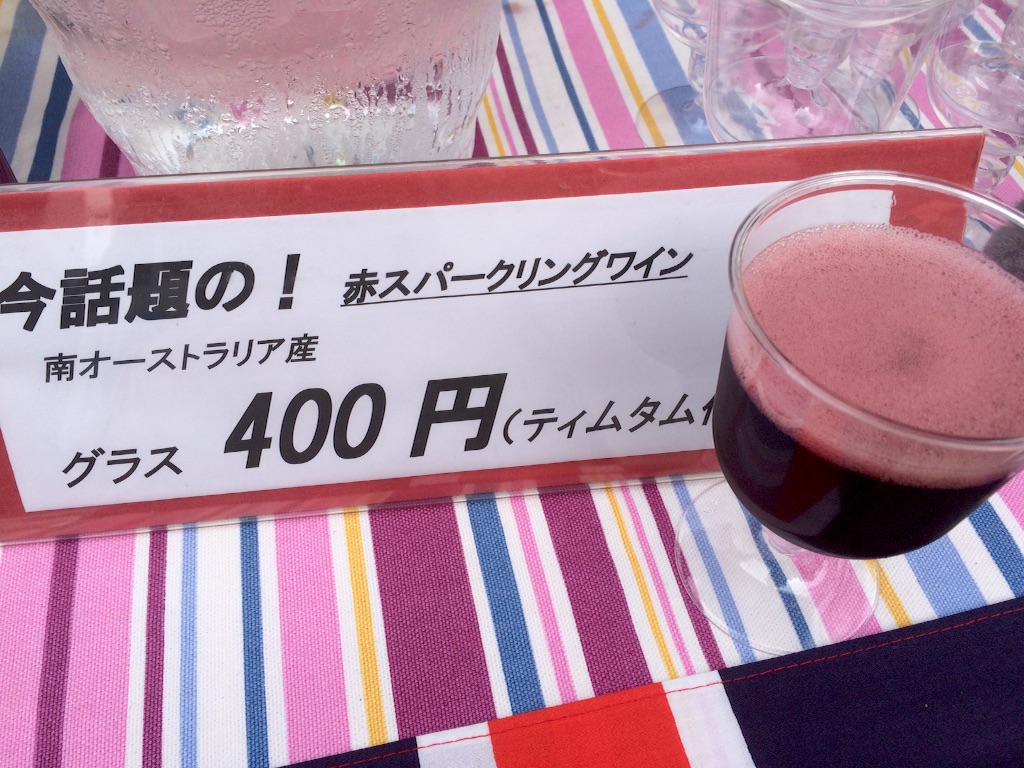 今話題の！ 赤スパークリングワイン
南オーストラリア産
グラス 400 円(ティムタム